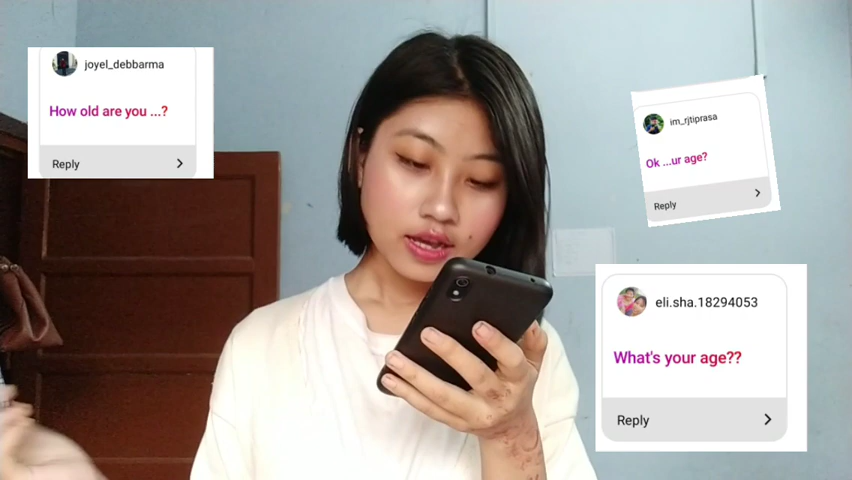 joyel_debbarma
How old are you ...?
Reply
im_rjtiprasa
Ok ...ur age?
Reply
eli.sha.18294053
What's your age??
Reply